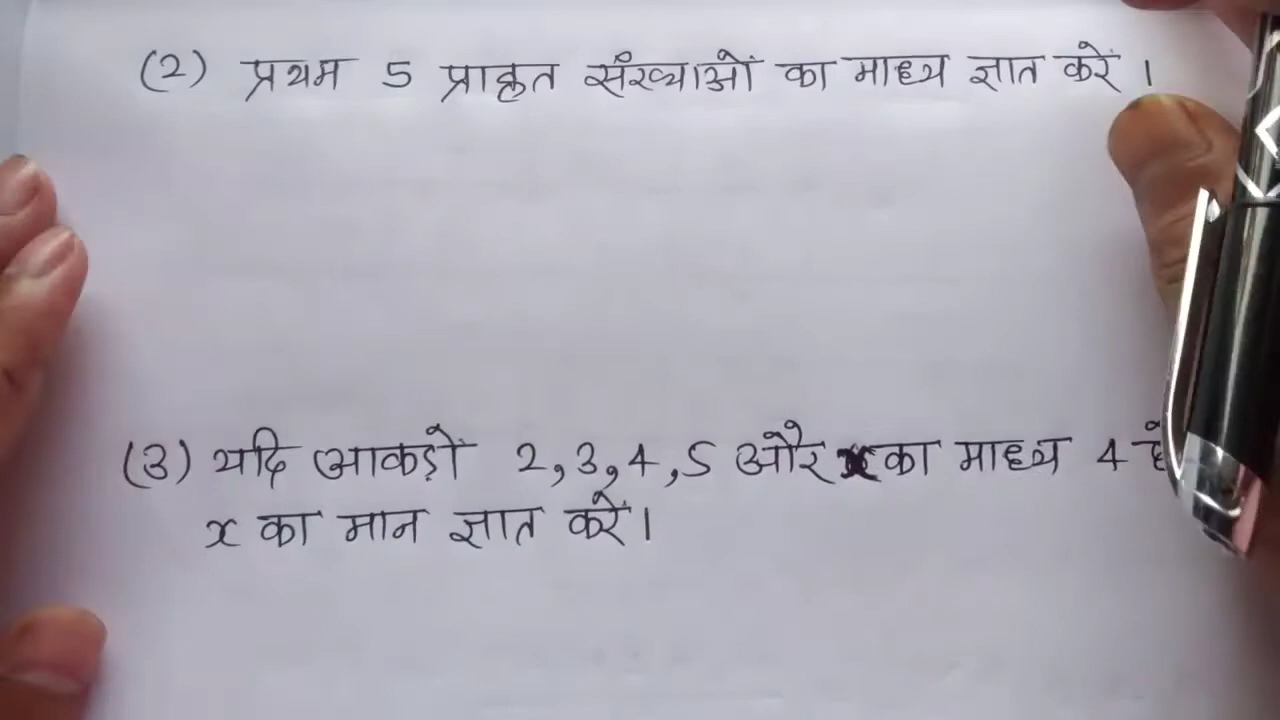 (2) प्रथम 5 प्राकृत संख्याओं का माध्य ज्ञात करें ।
(3) यदि आकड़ों 2,3,4,5 और x का माध्य 4 है
x का मान ज्ञात करें ।